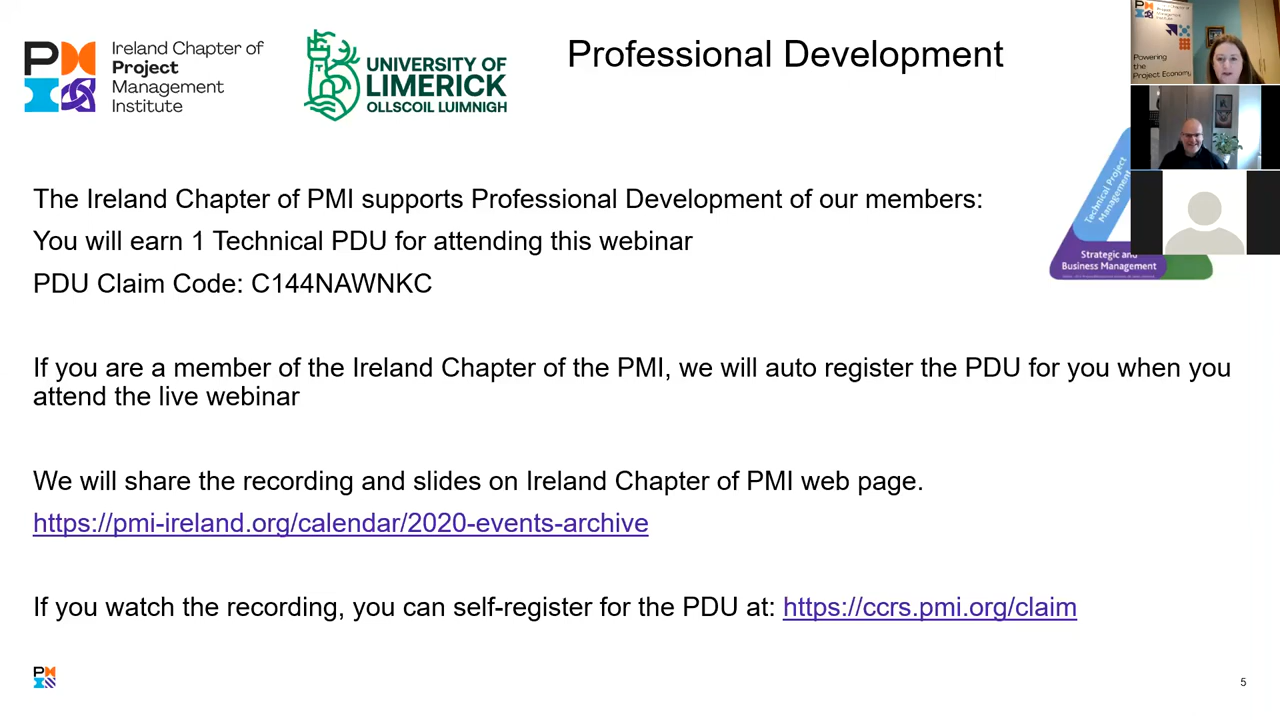 Ireland Chapter of
Project
Management
Institute
UNIVERSITY OF
LIMERICK
OLLSCOIL LUIMNIGH
Professional Development
Project
Management
Institute
Powering
the
Project Economy
The Ireland Chapter of PMI supports Professional Development of our members:
You will earn 1 Technical PDU for attending this webinar
PDU Claim Code: C144NAWNKC
Technical Project
Management
Strategic and
Business Management
If you are a member of the Ireland Chapter of the PMI, we will auto register the PDU for you when you
attend the live webinar
We will share the recording and slides on Ireland Chapter of PMI web page.
https://pmi-ireland.org/calendar/2020-events-archive
If you watch the recording, you can self-register for the PDU at: https://ccrs.pmi.org/claim
5